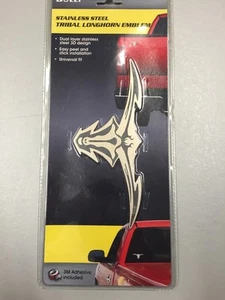 STAINLESS STEEL
TRIBAL LONGHORN EMBLEM
• Dual layer stainless
steel 3D design
• Easy peel and
stick installation
• Universal fit
3M Adhesive
included